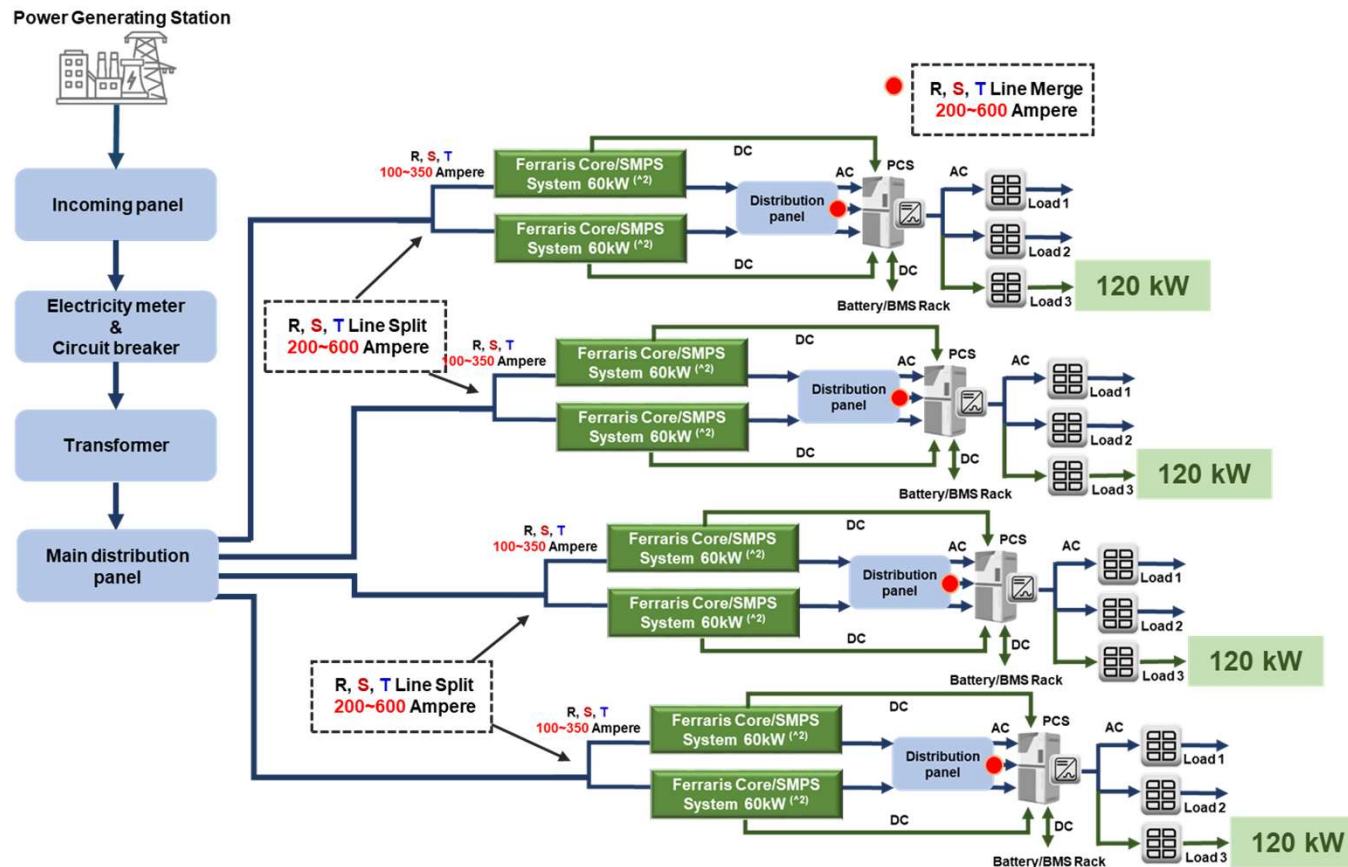 Power Generating Station
Incoming panel
Electricity meter
&
Circuit breaker
Transformer
Main distribution
panel
R, S, T Line Merge
200~600 Ampere
R, S, T
100~350 Ampere
Ferraris Core/SMPS
System 60kW (^2)
Ferraris Core/SMPS
System 60kW (^2)
DC
DC
Distribution
panel
AC
PCS
DC
Battery/BMS Rack
AC
Load 1
Load 2
Load 3
120 kW
R, S, T Line Split
200~600 Ampere
R, S, T
100~350 Ampere
Ferraris Core/SMPS
System 60kW (^2)
Ferraris Core/SMPS
System 60kW (^2)
DC
DC
Distribution
panel
AC
PCS
DC
Battery/BMS Rack
AC
Load 1
Load 2
Load 3
120 kW
R, S, T
100~350 Ampere
Ferraris Core/SMPS
System 60kW (^2)
Ferraris Core/SMPS
System 60kW (^2)
DC
DC
Distribution
panel
AC
PCS
DC
Battery/BMS Rack
AC
Load 1
Load 2
Load 3
120 kW
R, S, T Line Split
200~600 Ampere
R, S, T
100~350 Ampere
Ferraris Core/SMPS
System 60kW (^2)
Ferraris Core/SMPS
System 60kW (^2)
DC
DC
Distribution
panel
AC
PCS
DC
Battery/BMS Rack
AC
Load 1
Load 2
Load 3
120 kW